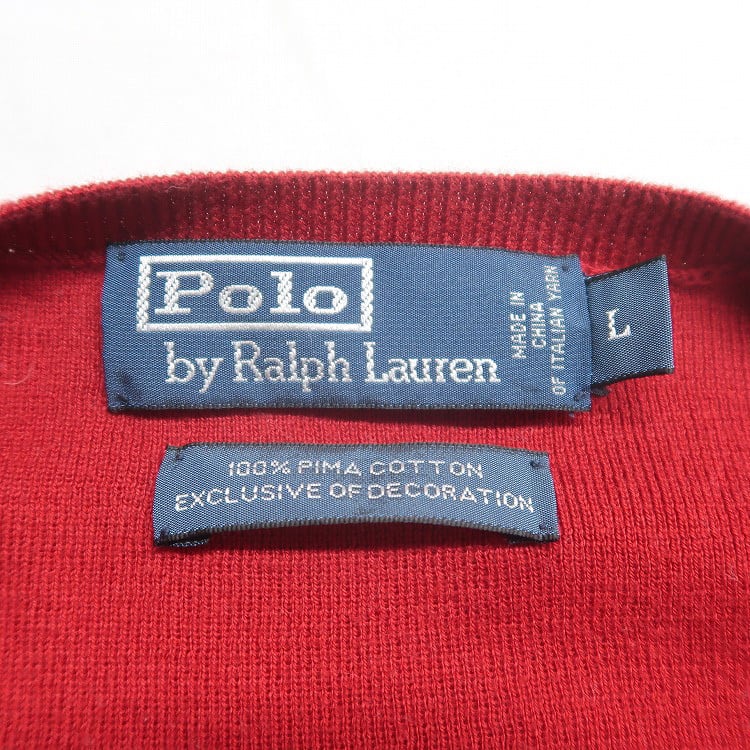 Polo
by Ralph Lauren
MADE IN
CHINA
OF ITALIAN YARN
L
100% PIMA COTTON
EXCLUSIVE OF DECORATION